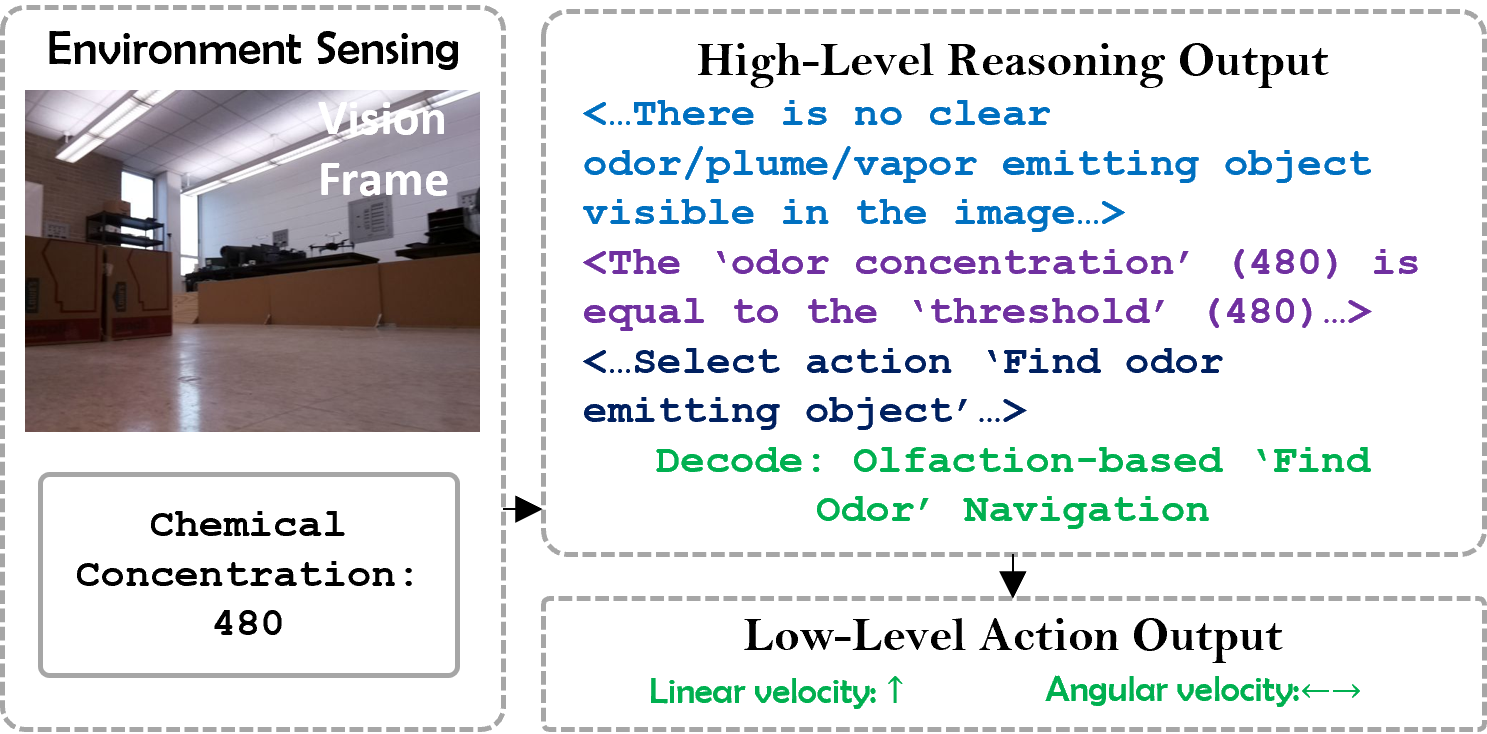 Environment Sensing
Vision
Frame
Chemical
Concentration:
480
High-Level Reasoning Output
<…There is no clear
odor/plume/vapor emitting object
visible in the image…>
<The ‘odor concentration’ (480) is
equal to the ‘threshold’ (480)…>
<…Select action ‘Find odor
emitting object’…>
Decode: Olfaction-based ‘Find
Odor’ Navigation
Low-Level Action Output
Linear velocity: ↑
Angular velocity:←→